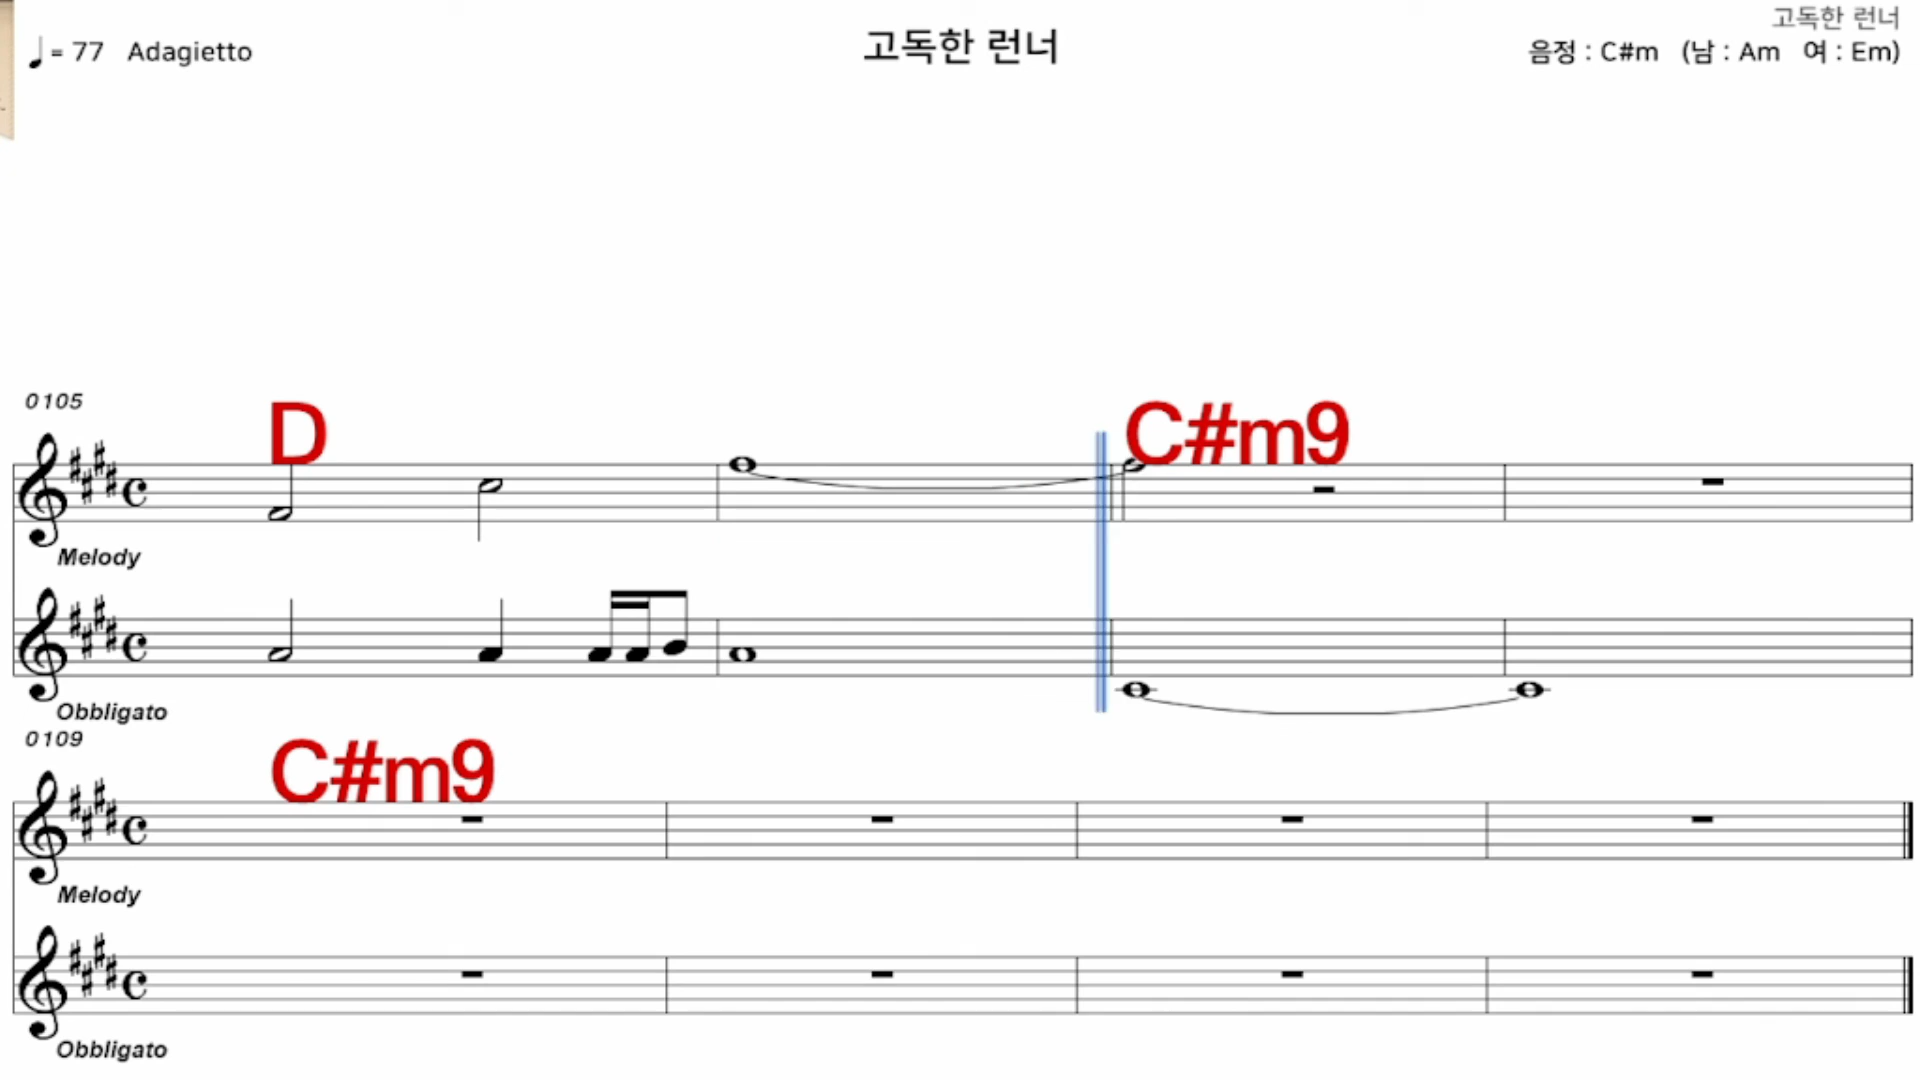 고독한 런너
♩= 77 Adagietto
고독한 런너
음정 : C#m (남 : Am 여 : Em)
0105
D
C#m9
Melody
Obbligato
0109
C#m9
Melody
Obbligato